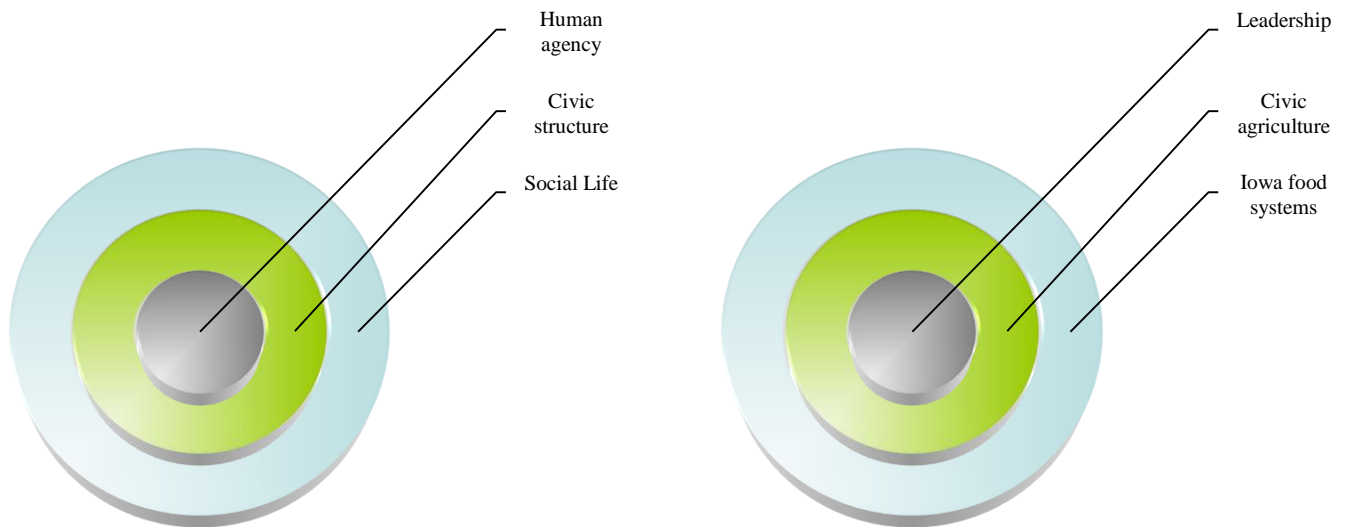 Human
agency
Civic
structure
Social Life
Leadership
Civic
agriculture
Iowa food
systems